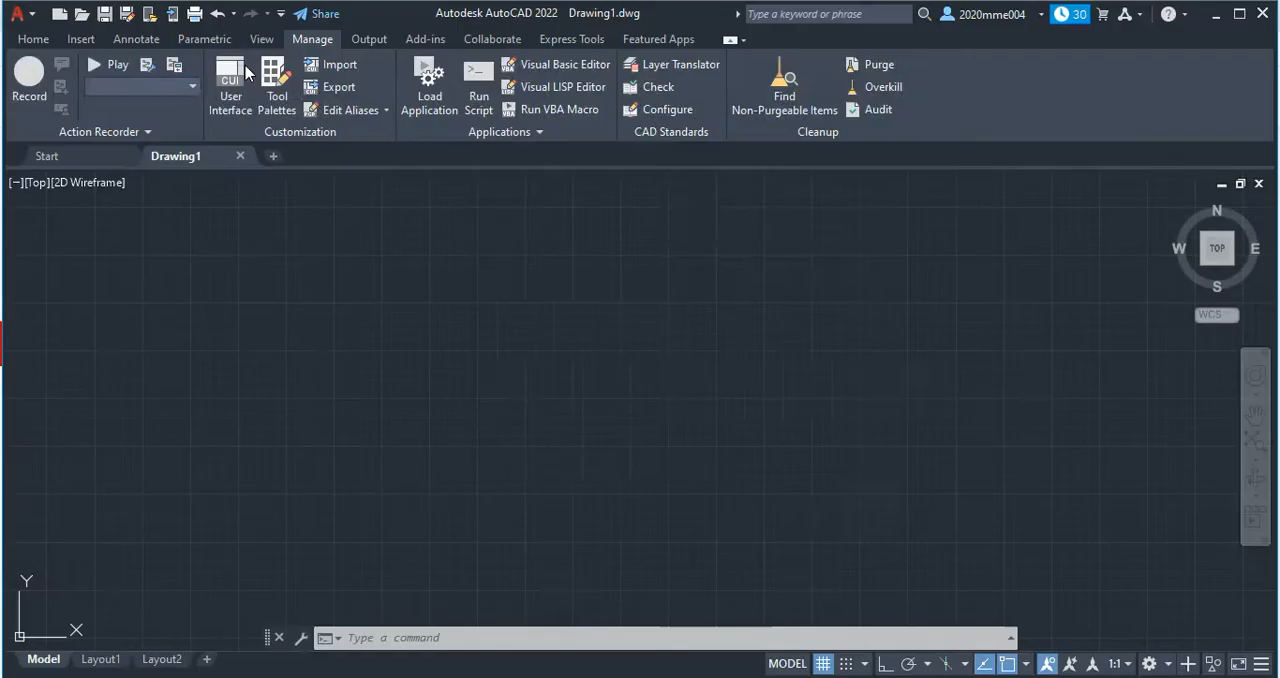 Share
Autodesk AutoCAD 2022 Drawing1.dwg
Type a keyword or phrase
2020mme004
30
Home Insert Annotate Parametric View Manage Output Add-ins Collaborate Express Tools Featured Apps
Record
Play
Action Recorder
CUI
User
Interface
Tool
Palettes
Import
Export
Edit Aliases
Customization
Load
Application
Run
Script
Visual Basic Editor
Visual LISP Editor
Run VBA Macro
Applications
Layer Translator
Check
Configure
CAD Standards
Find
Non-Purgeable Items
Purge
Overkill
Audit
Cleanup
Start Drawing1
[−][Top][2D Wireframe]
N
W TOP E
S
WCS
Y
X
Type a command
Model Layout1 Layout2
MODEL 1:1